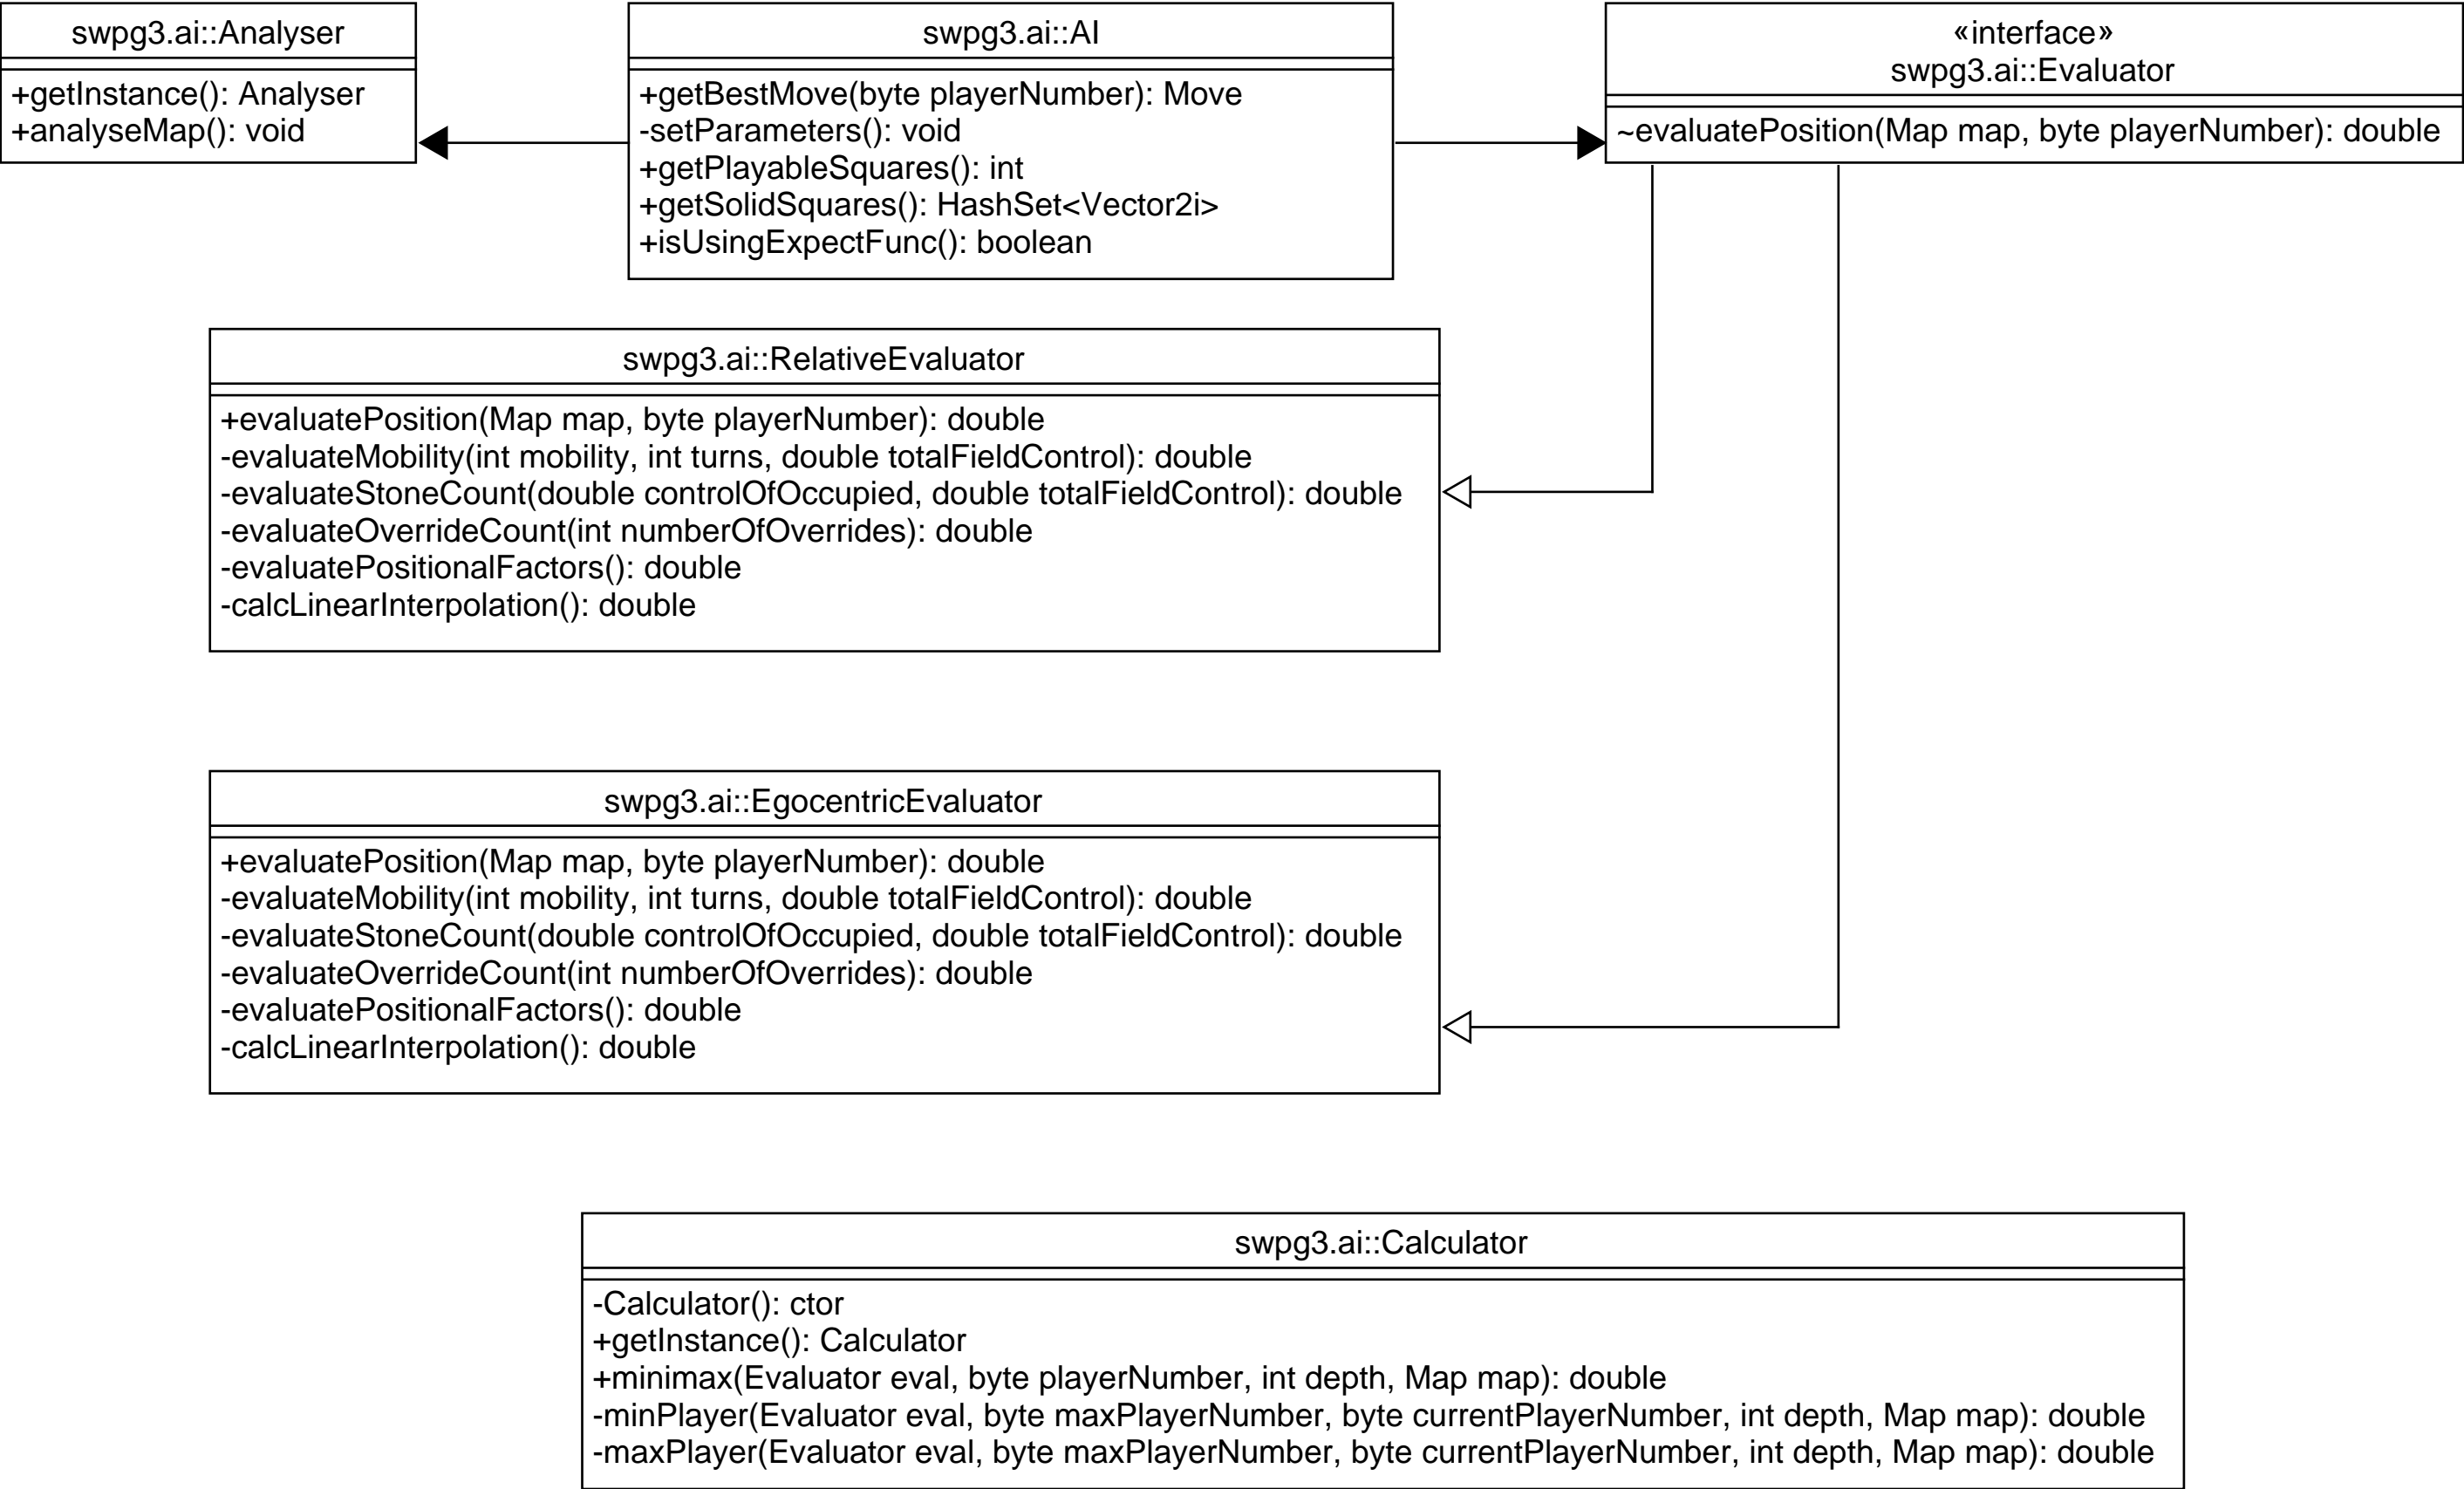 swpg3.ai::Analyser
+getInstance(): Analyser
+analyseMap(): void
swpg3.ai::AI
+getBestMove(byte playerNumber): Move
-setParameters(): void
+getPlayableSquares(): int
+getSolidSquares(): HashSet<Vector2i>
+isUsingExpectFunc(): boolean
«interface»
swpg3.ai::Evaluator
~evaluatePosition(Map map, byte playerNumber): double
swpg3.ai::RelativeEvaluator
+evaluatePosition(Map map, byte playerNumber): double
-evaluateMobility(int mobility, int turns, double totalFieldControl): double
-evaluateStoneCount(double controlOfOccupied, double totalFieldControl): double
-evaluateOverrideCount(int numberOfOverrides): double
-evaluatePositionalFactors(): double
-calcLinearInterpolation(): double
swpg3.ai::EgocentricEvaluator
+evaluatePosition(Map map, byte playerNumber): double
-evaluateMobility(int mobility, int turns, double totalFieldControl): double
-evaluateStoneCount(double controlOfOccupied, double totalFieldControl): double
-evaluateOverrideCount(int numberOfOverrides): double
-evaluatePositionalFactors(): double
-calcLinearInterpolation(): double
swpg3.ai::Calculator
-Calculator(): ctor
+getInstance(): Calculator
+minimax(Evaluator eval, byte playerNumber, int depth, Map map): double
-minPlayer(Evaluator eval, byte maxPlayerNumber, byte currentPlayerNumber, int depth, Map map): double
-maxPlayer(Evaluator eval, byte maxPlayerNumber, byte currentPlayerNumber, int depth, Map map): double